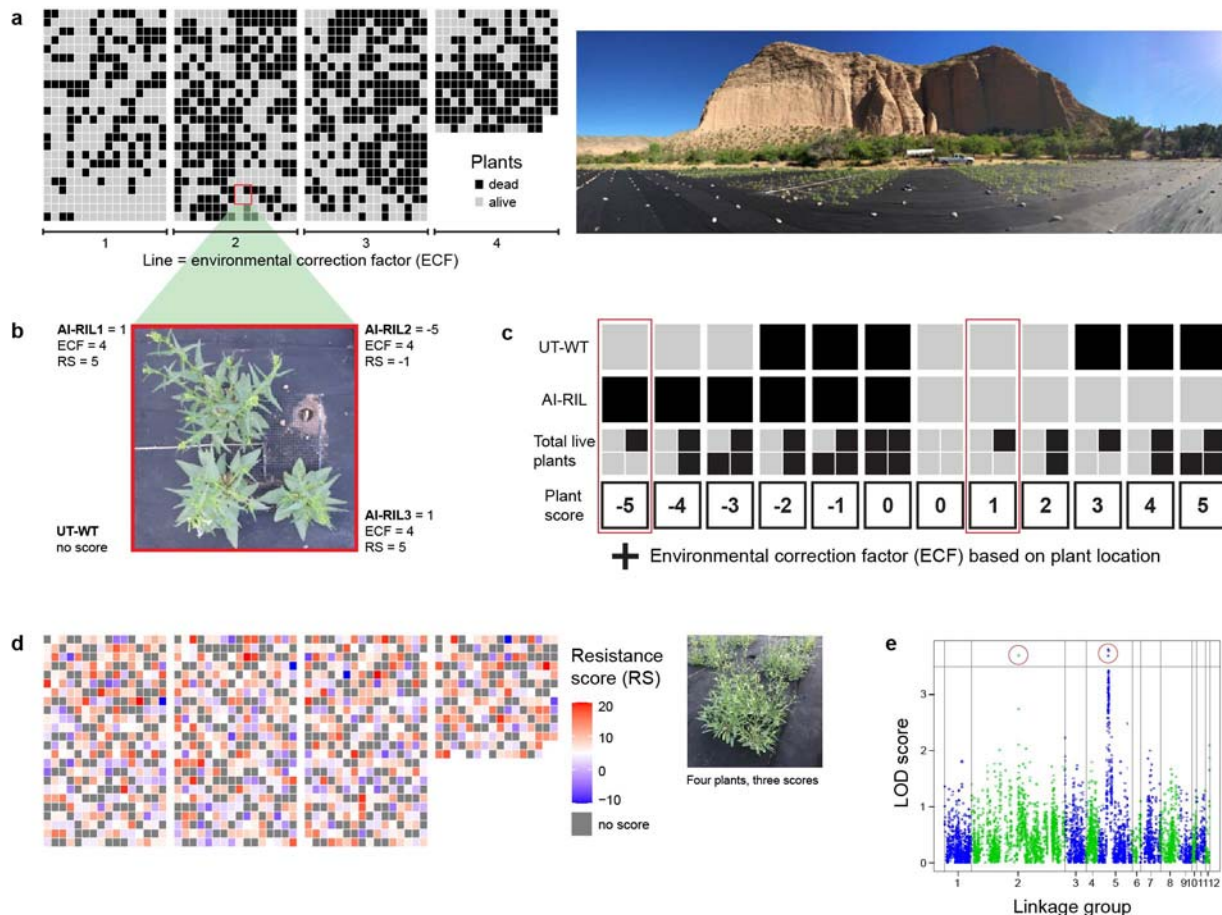 a
Plants
dead
alive
1 2 3 4
Line = environmental correction factor (ECF)
b
AI-RIL1 = 1
ECF = 4
RS = 5
AI-RIL2 = -5
ECF = 4
RS = -1
UT-WT
no score
AI-RIL3 = 1
ECF = 4
RS = 5
c
UT-WT
AI-RIL
Total live
plants
Plant
score
-5 -4 -3 -2 -1 0 0 1 2 3 4 5
+ Environmental correction factor (ECF) based on plant location
d
Resistance
score (RS)
20
10
0
−10
no score
Four plants, three scores
e
LOD score
3
2
1
0
1 2 3 4 5 6 7 8 9 10 11 12
Linkage group